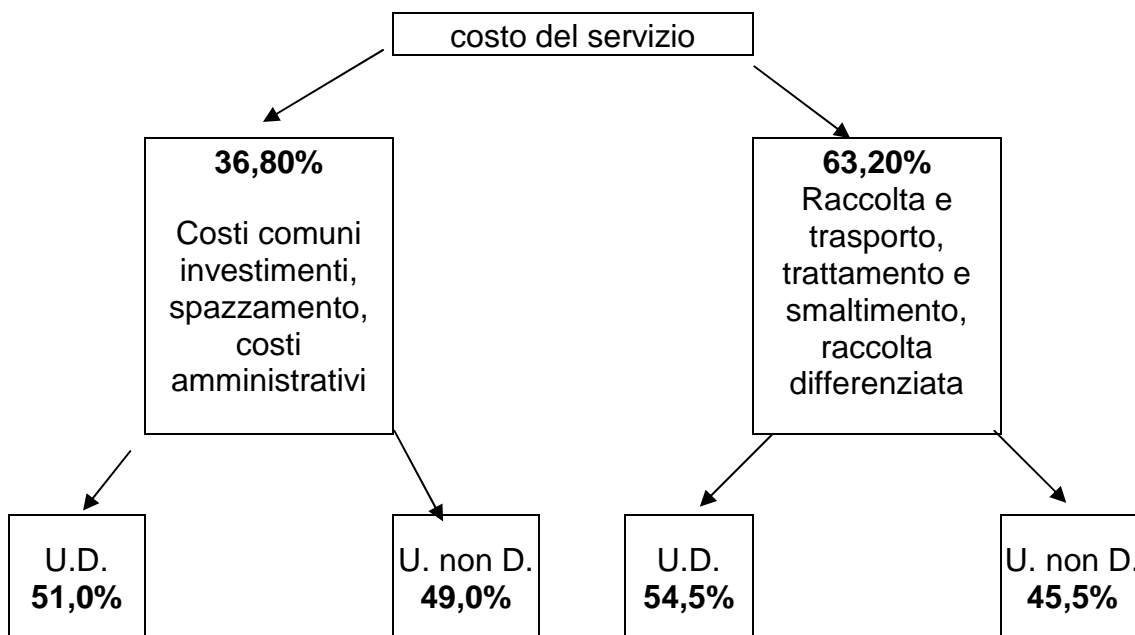 costo del servizio
36,80%
Costi comuni
investimenti,
spazzamento,
costi
amministrativi
63,20%
Raccolta e
trasporto,
trattamento e
smaltimento,
raccolta
differenziata
U.D.
51,0%
U. non D.
49,0%
U.D.
54,5%
U. non D.
45,5%